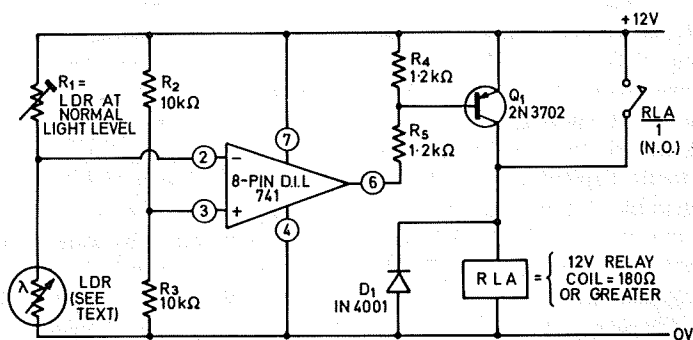 +12V
R1 =
LDR AT
NORMAL
LIGHT LEVEL
R2
10kΩ
R4
1·2kΩ
Q1
2N3702
RLA
1
(N.O.)
7
2
−
8-PIN D.I.L
741
3
+
6
4
R5
1·2kΩ
λ
LDR
(SEE
TEXT)
R3
10kΩ
D1
IN 4001
RLA
=
12V RELAY
COIL = 180Ω
OR GREATER
0V